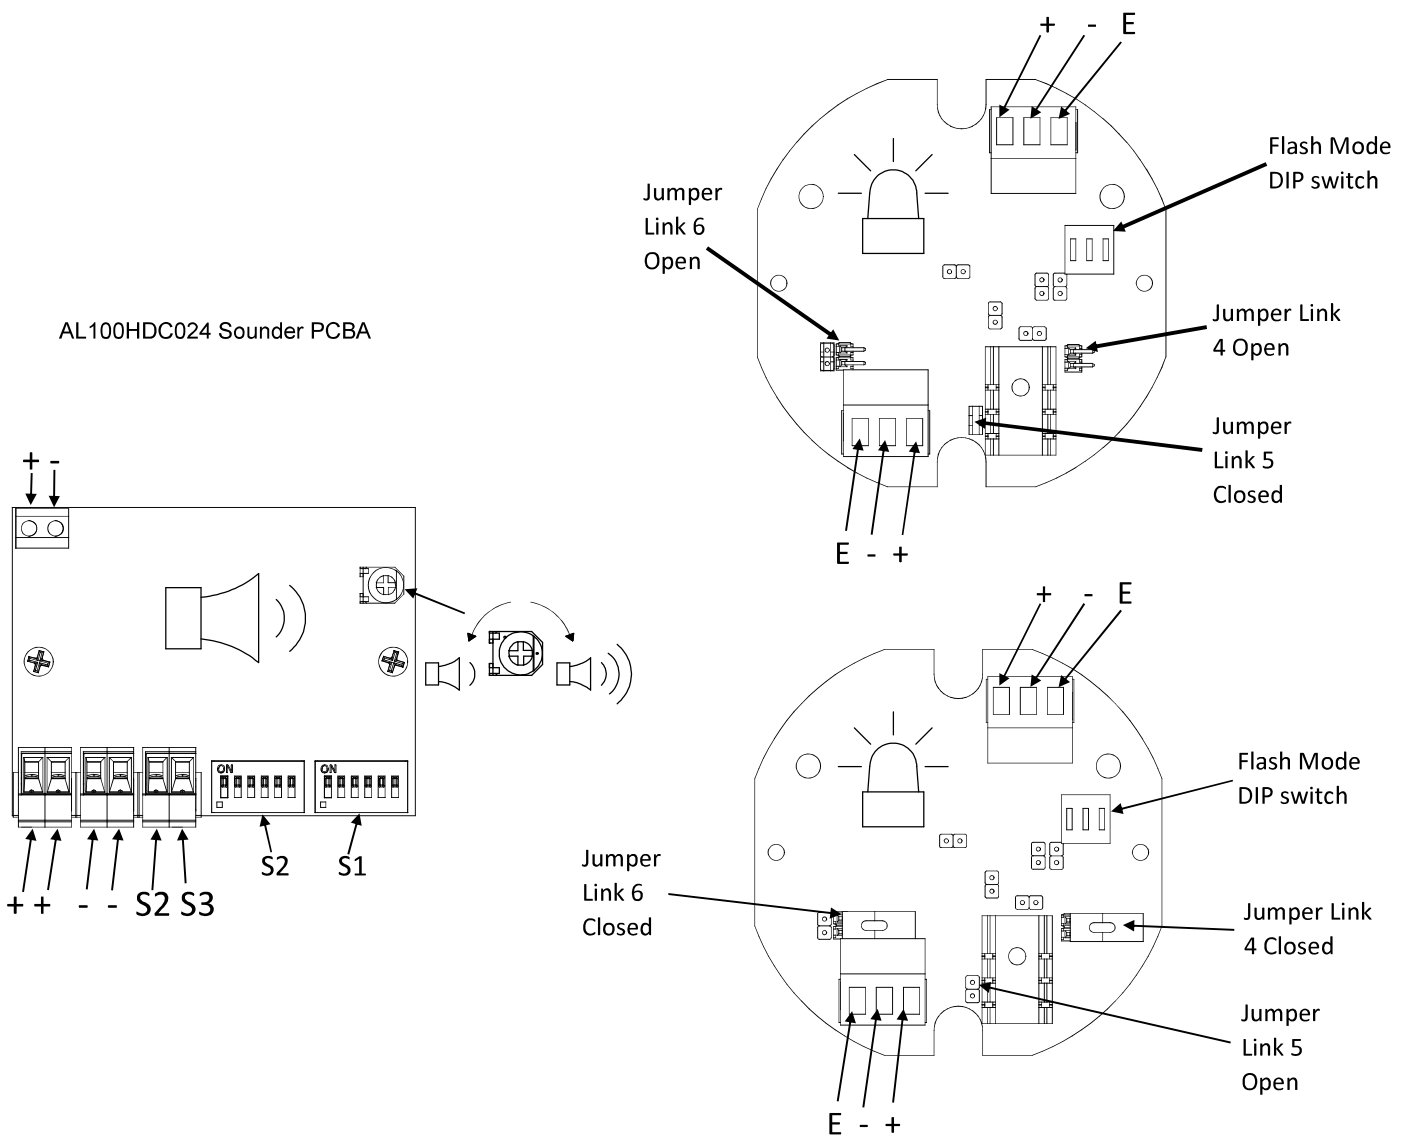 AL100HDC024 Sounder PCBA
+ -
ON
ON
S2
S1
+ + - - S2 S3
+ - E
Flash Mode
DIP switch
Jumper
Link 6
Open
Jumper Link
4 Open
Jumper
Link 5
Closed
E - +
+ - E
Flash Mode
DIP switch
Jumper
Link 6
Closed
Jumper Link
4 Closed
Jumper
Link 5
Open
E - +